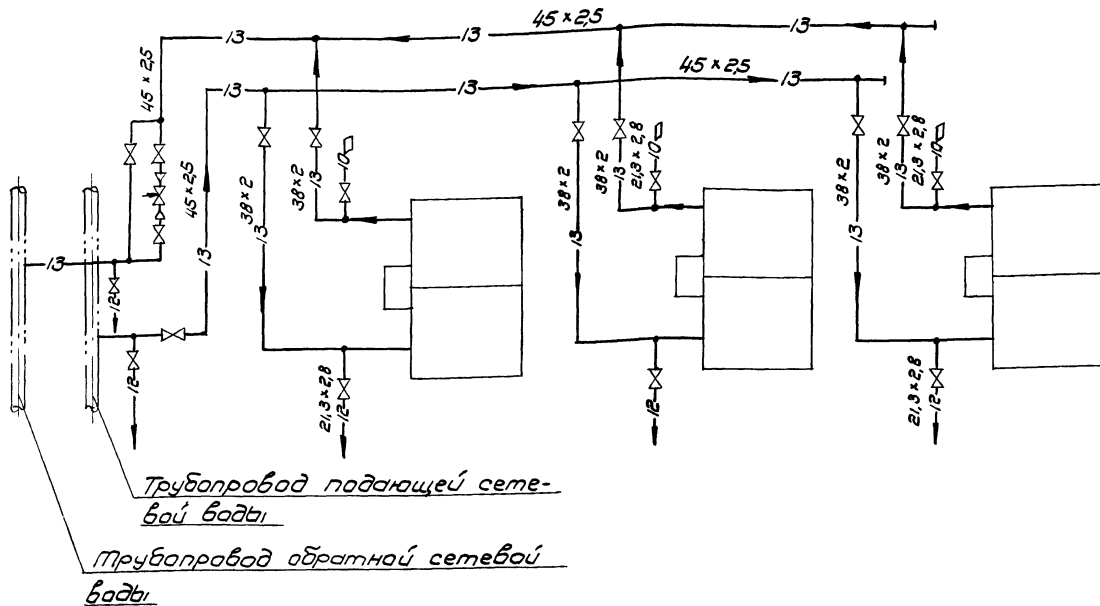 45 × 2,5
13
13
13
45 × 2,5
13
13
13
45 × 2,5
45 × 2,5
13
13
38 × 2
13
38 × 2
13
10
38 × 2
13
38 × 2
13
21,3 × 2,8
10
38 × 2
13
38 × 2
13
21,3 × 2,8
10
12
12
21,3 × 2,8
12
12
21,3 × 2,8
12
Трубопровод подающей сете-
вой воды
Трубопровод обратной сетевой
воды